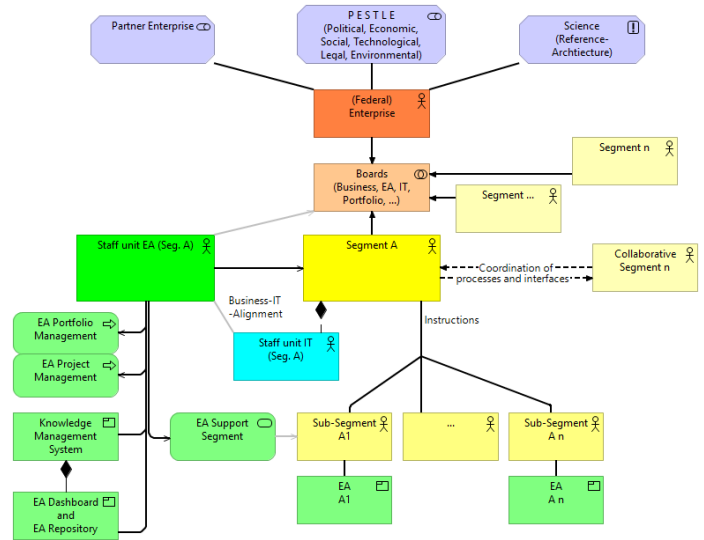 Partner Enterprise
P E S T L E
(Political, Economic,
Social, Technological,
Legal, Environmental)
Science
(Reference-
Archtiecture)
(Federal)
Enterprise
Boards
(Business, EA, IT,
Portfolio, ...)
Segment n
Segment ...
Staff unit EA (Seg. A)
Segment A
Collaborative
Segment n
Coordination of
processes and interfaces
Business-IT
-Alignment
Instructions
EA Portfolio
Management
Staff unit IT
(Seg. A)
EA Project
Management
Knowledge
Management
System
EA Support
Segment
Sub-Segment
A1
...
Sub-Segment
A n
EA Dashboard
and
EA Repository
EA
A1
EA
A n